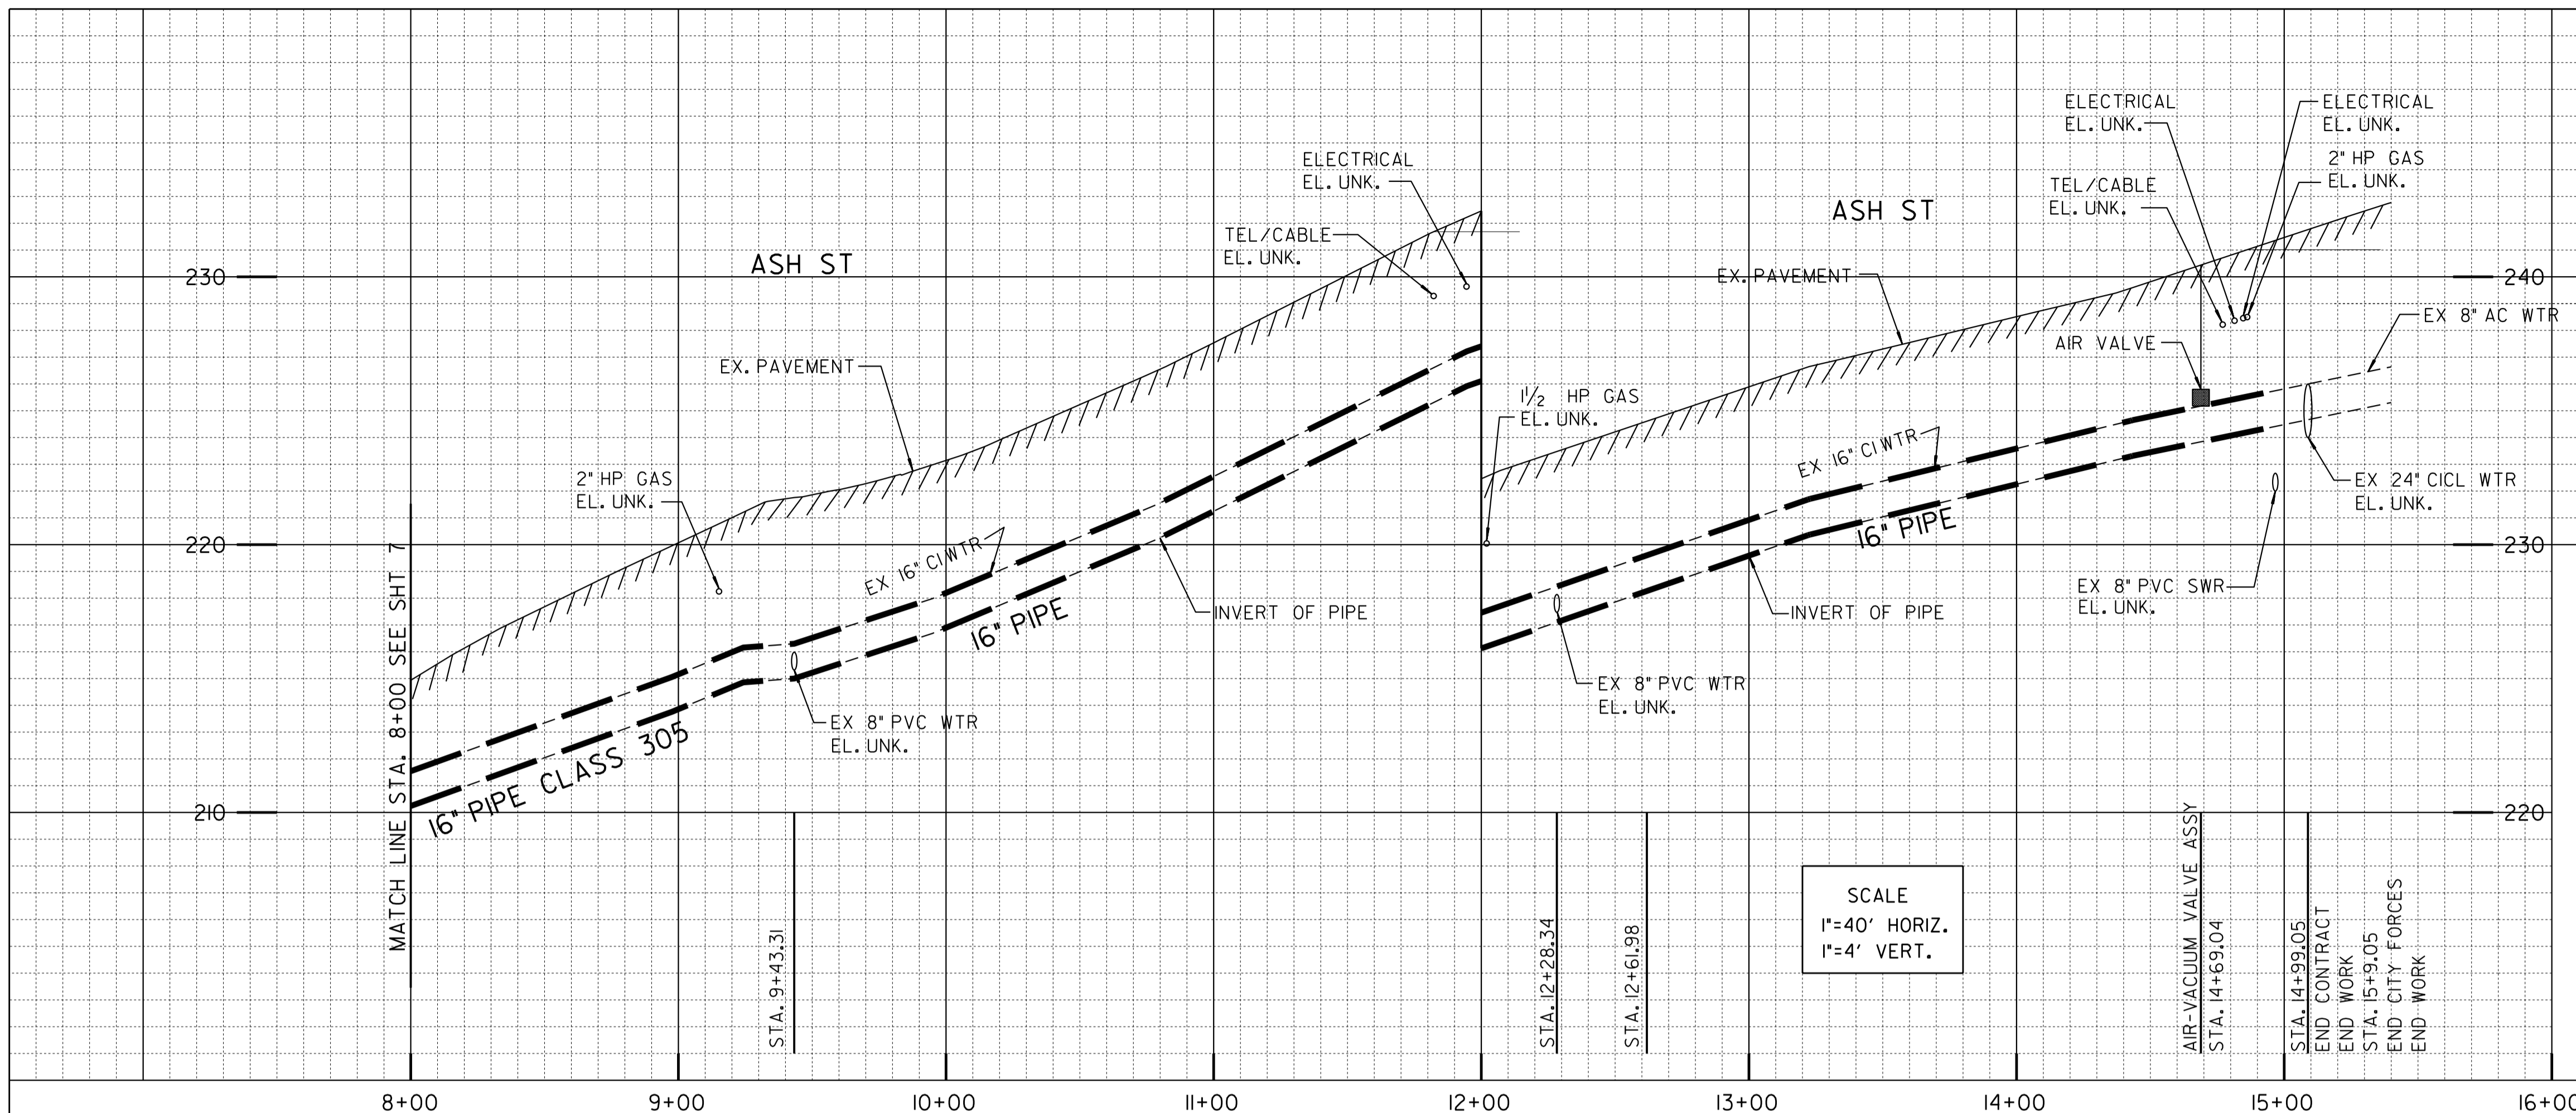 ELECTRICAL
EL. UNK.
ELECTRICAL
EL. UNK.
2" HP GAS
EL. UNK.
TEL/CABLE
EL. UNK.
ELECTRICAL
EL. UNK.
TEL/CABLE
EL. UNK.
ASH ST
ASH ST
230
240
EX. PAVEMENT
EX. PAVEMENT
EX 8" AC WTR
AIR VALVE
1 1/2 HP GAS
EL. UNK.
2" HP GAS
EL. UNK.
EX 16" CI WTR
EX 16" CI WTR
EX 24" CICL WTR
EL. UNK.
220
230
16" PIPE
16" PIPE
INVERT OF PIPE
INVERT OF PIPE
EX 8" PVC SWR
EL. UNK.
EX 8" PVC WTR
EL. UNK.
EX 8" PVC WTR
EL. UNK.
16" PIPE CLASS 305
210
220
MATCH LINE STA. 8+00 SEE SHT 7
STA. 9+43.31
STA. 12+28.34
STA. 12+61.98
SCALE
1"=40' HORIZ.
1"=4' VERT.
AIR-VACUUM VALVE ASSY
STA. 14+69.04
STA. 14+99.05
END CONTRACT
END WORK
STA. 15+9.05
END CITY FORCES
END WORK
8+00
9+00
10+00
11+00
12+00
13+00
14+00
15+00
16+00